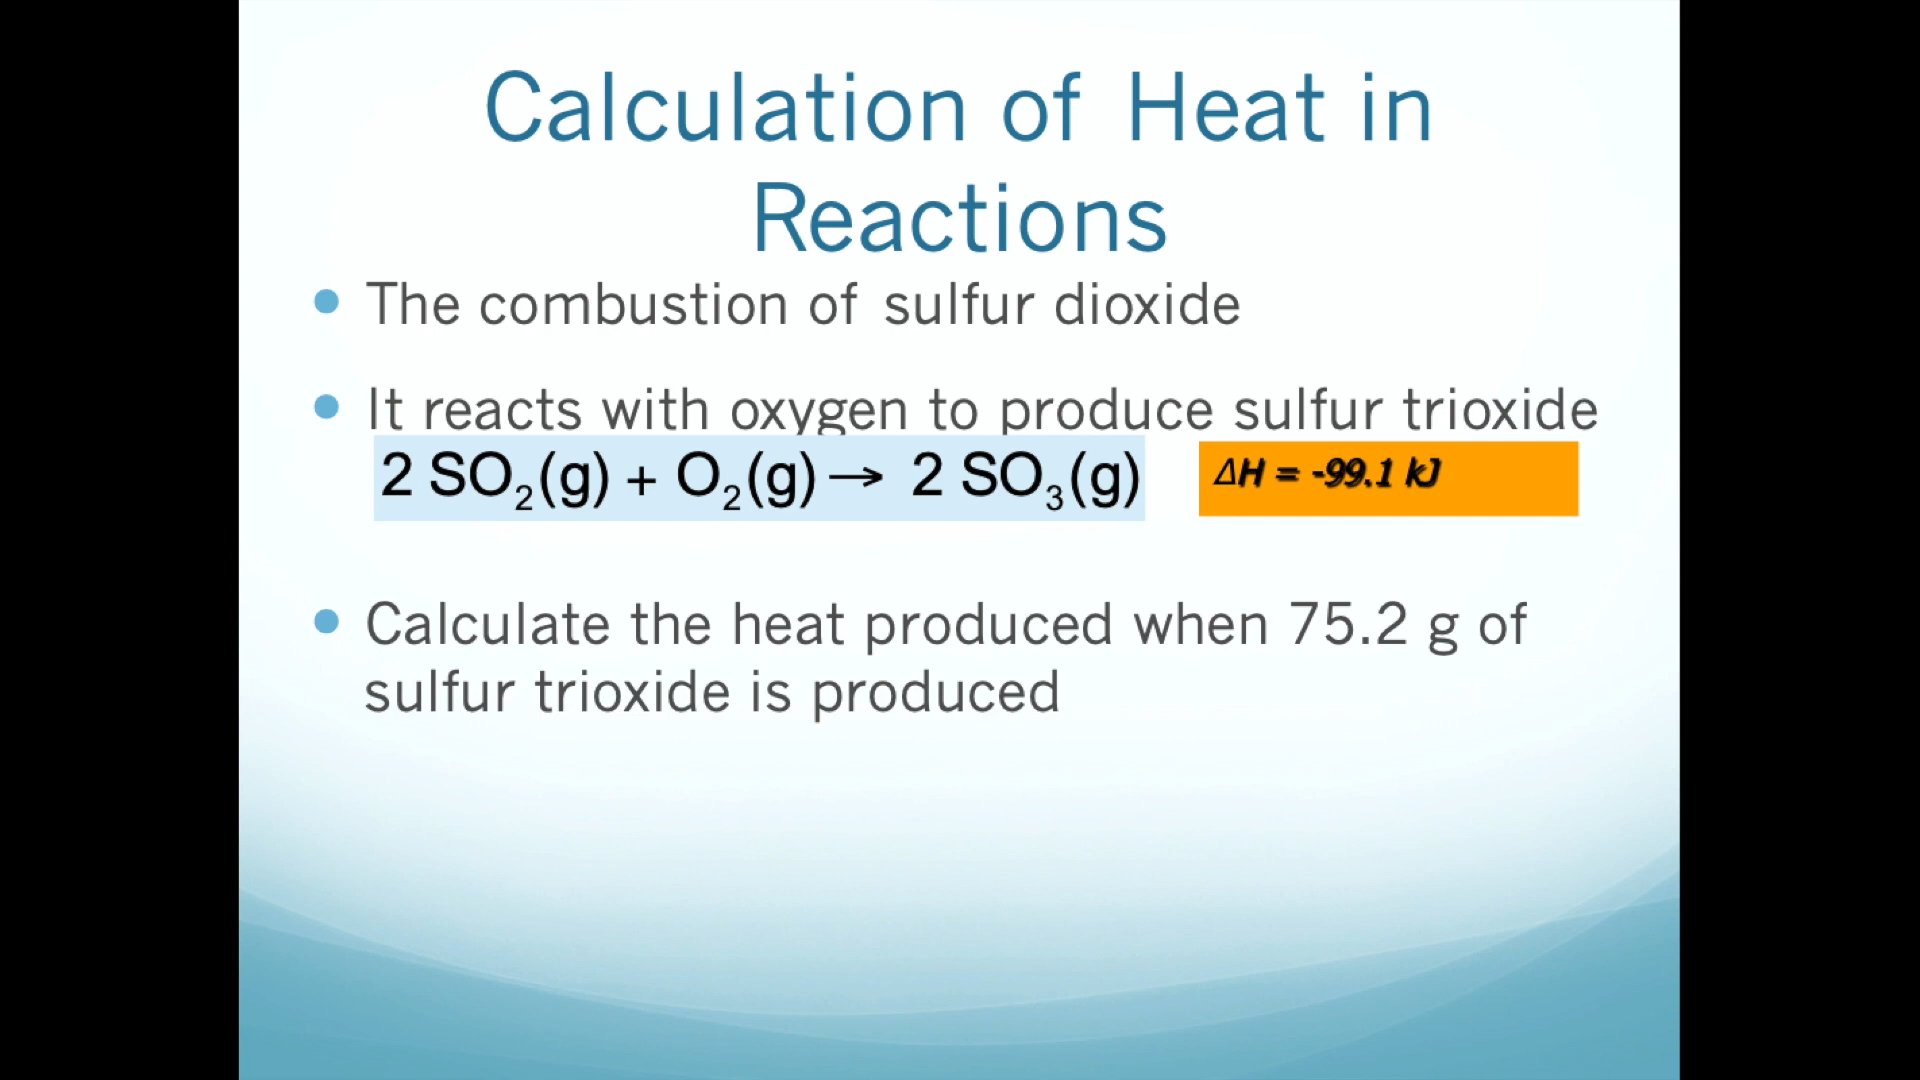 Calculation of Heat in
Reactions
• The combustion of sulfur dioxide
• It reacts with oxygen to produce sulfur trioxide
2 SO₂(g) + O₂(g) → 2 SO₃(g) ΔH = -99.1 kJ
• Calculate the heat produced when 75.2 g of
sulfur trioxide is produced